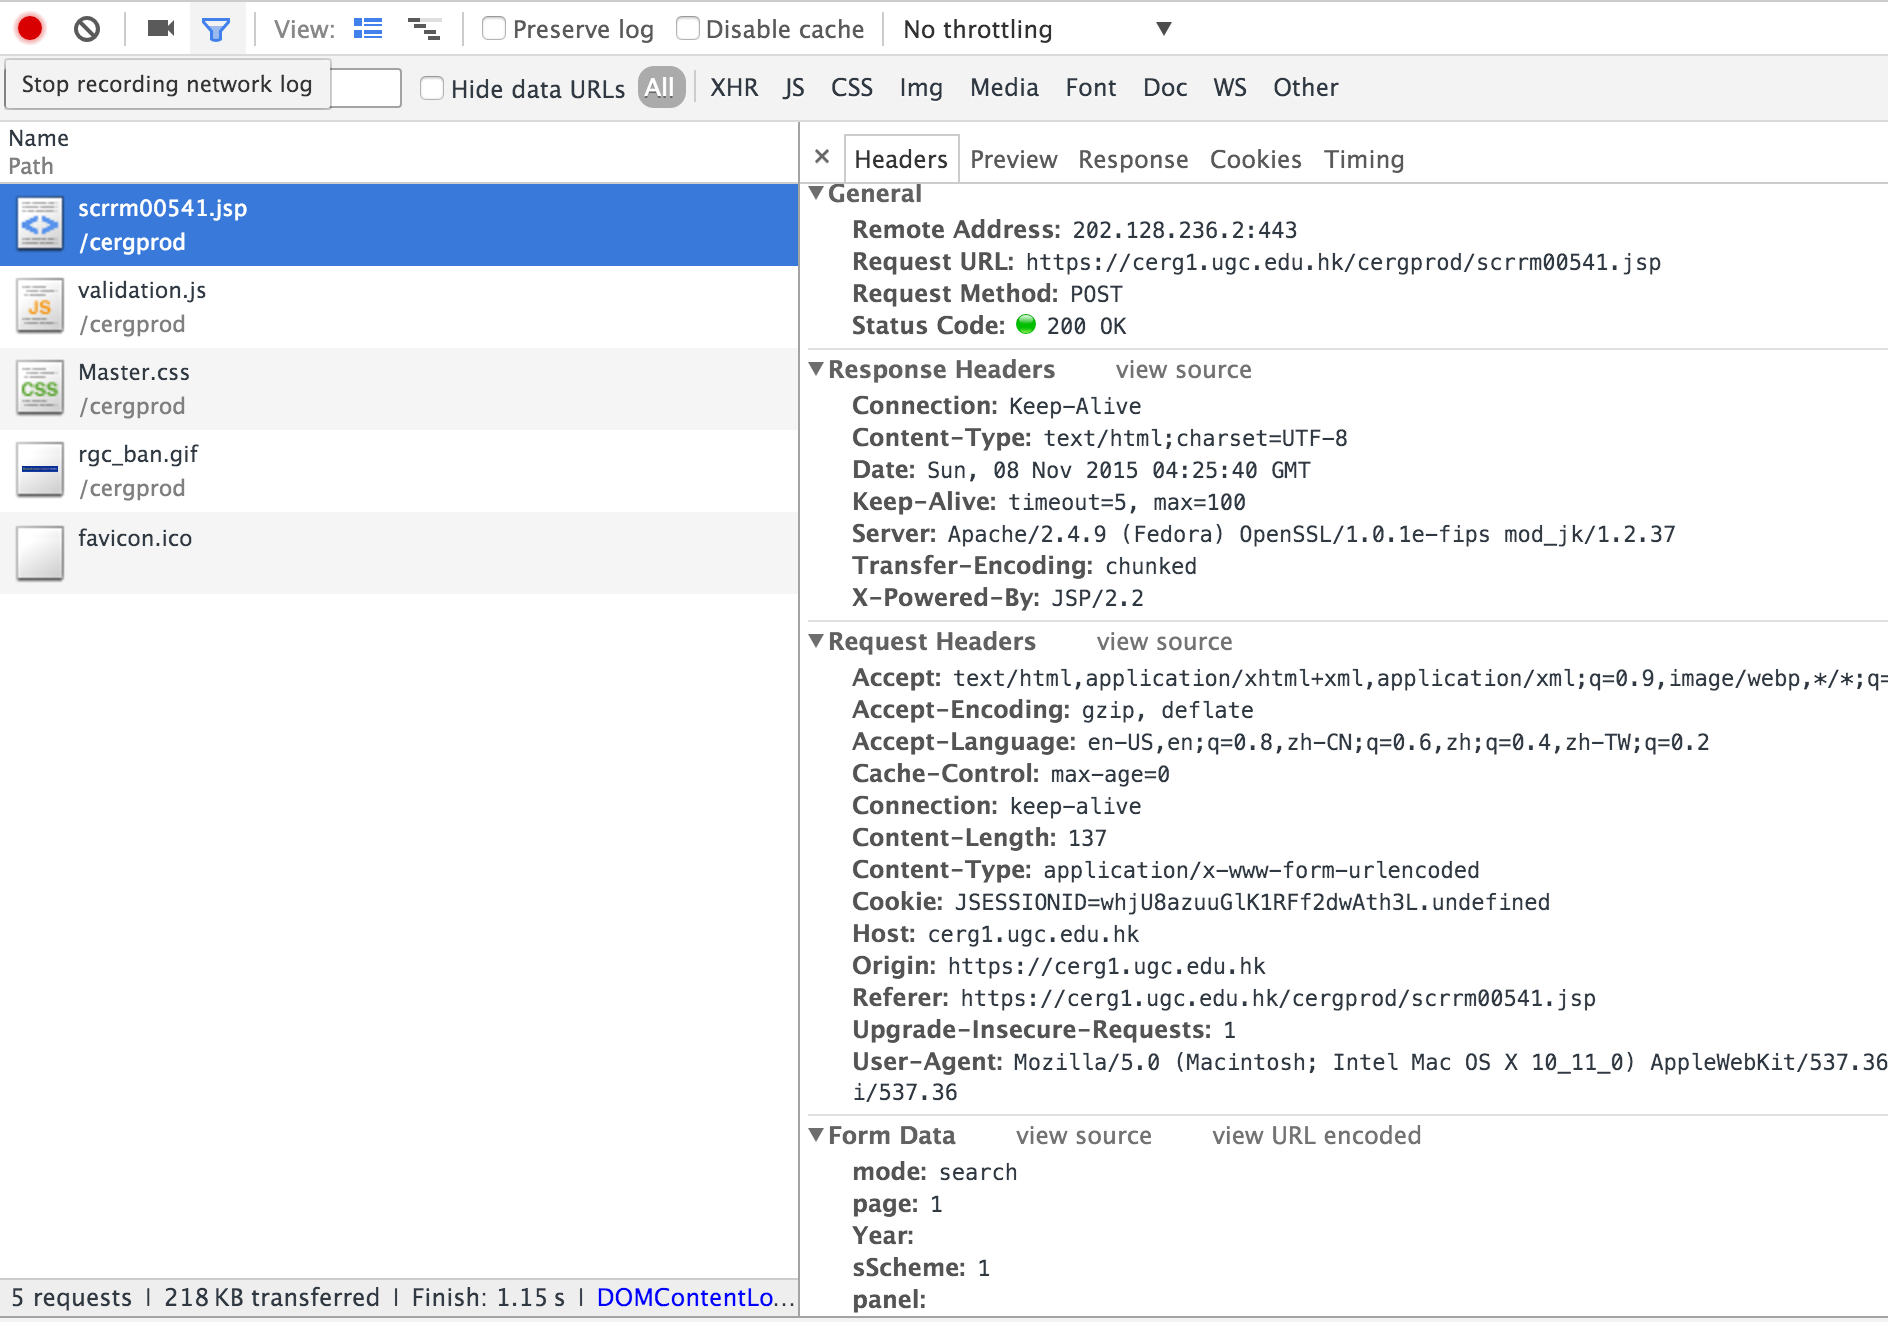 View: Preserve log Disable cache No throttling ▼
Stop recording network log Hide data URLs All XHR JS CSS Img Media Font Doc WS Other
Name
Path
scrrm00541.jsp
/cergprod
JS
validation.js
/cergprod
CSS
Master.css
/cergprod
rgc_ban.gif
/cergprod
favicon.ico
5 requests | 218 KB transferred | Finish: 1.15 s | DOMContentLo...
× Headers Preview Response Cookies Timing
▼General
Remote Address: 202.128.236.2:443
Request URL: https://cerg1.ugc.edu.hk/cergprod/scrrm00541.jsp
Request Method: POST
Status Code: 200 OK
▼Response Headers view source
Connection: Keep-Alive
Content-Type: text/html;charset=UTF-8
Date: Sun, 08 Nov 2015 04:25:40 GMT
Keep-Alive: timeout=5, max=100
Server: Apache/2.4.9 (Fedora) OpenSSL/1.0.1e-fips mod_jk/1.2.37
Transfer-Encoding: chunked
X-Powered-By: JSP/2.2
▼Request Headers view source
Accept: text/html,application/xhtml+xml,application/xml;q=0.9,image/webp,*/*;q=
Accept-Encoding: gzip, deflate
Accept-Language: en-US,en;q=0.8,zh-CN;q=0.6,zh;q=0.4,zh-TW;q=0.2
Cache-Control: max-age=0
Connection: keep-alive
Content-Length: 137
Content-Type: application/x-www-form-urlencoded
Cookie: JSESSIONID=whjU8azuuGlK1RFf2dwAth3L.undefined
Host: cerg1.ugc.edu.hk
Origin: https://cerg1.ugc.edu.hk
Referer: https://cerg1.ugc.edu.hk/cergprod/scrrm00541.jsp
Upgrade-Insecure-Requests: 1
User-Agent: Mozilla/5.0 (Macintosh; Intel Mac OS X 10_11_0) AppleWebKit/537.36
i/537.36
▼Form Data view source view URL encoded
mode: search
page: 1
Year:
sScheme: 1
panel: